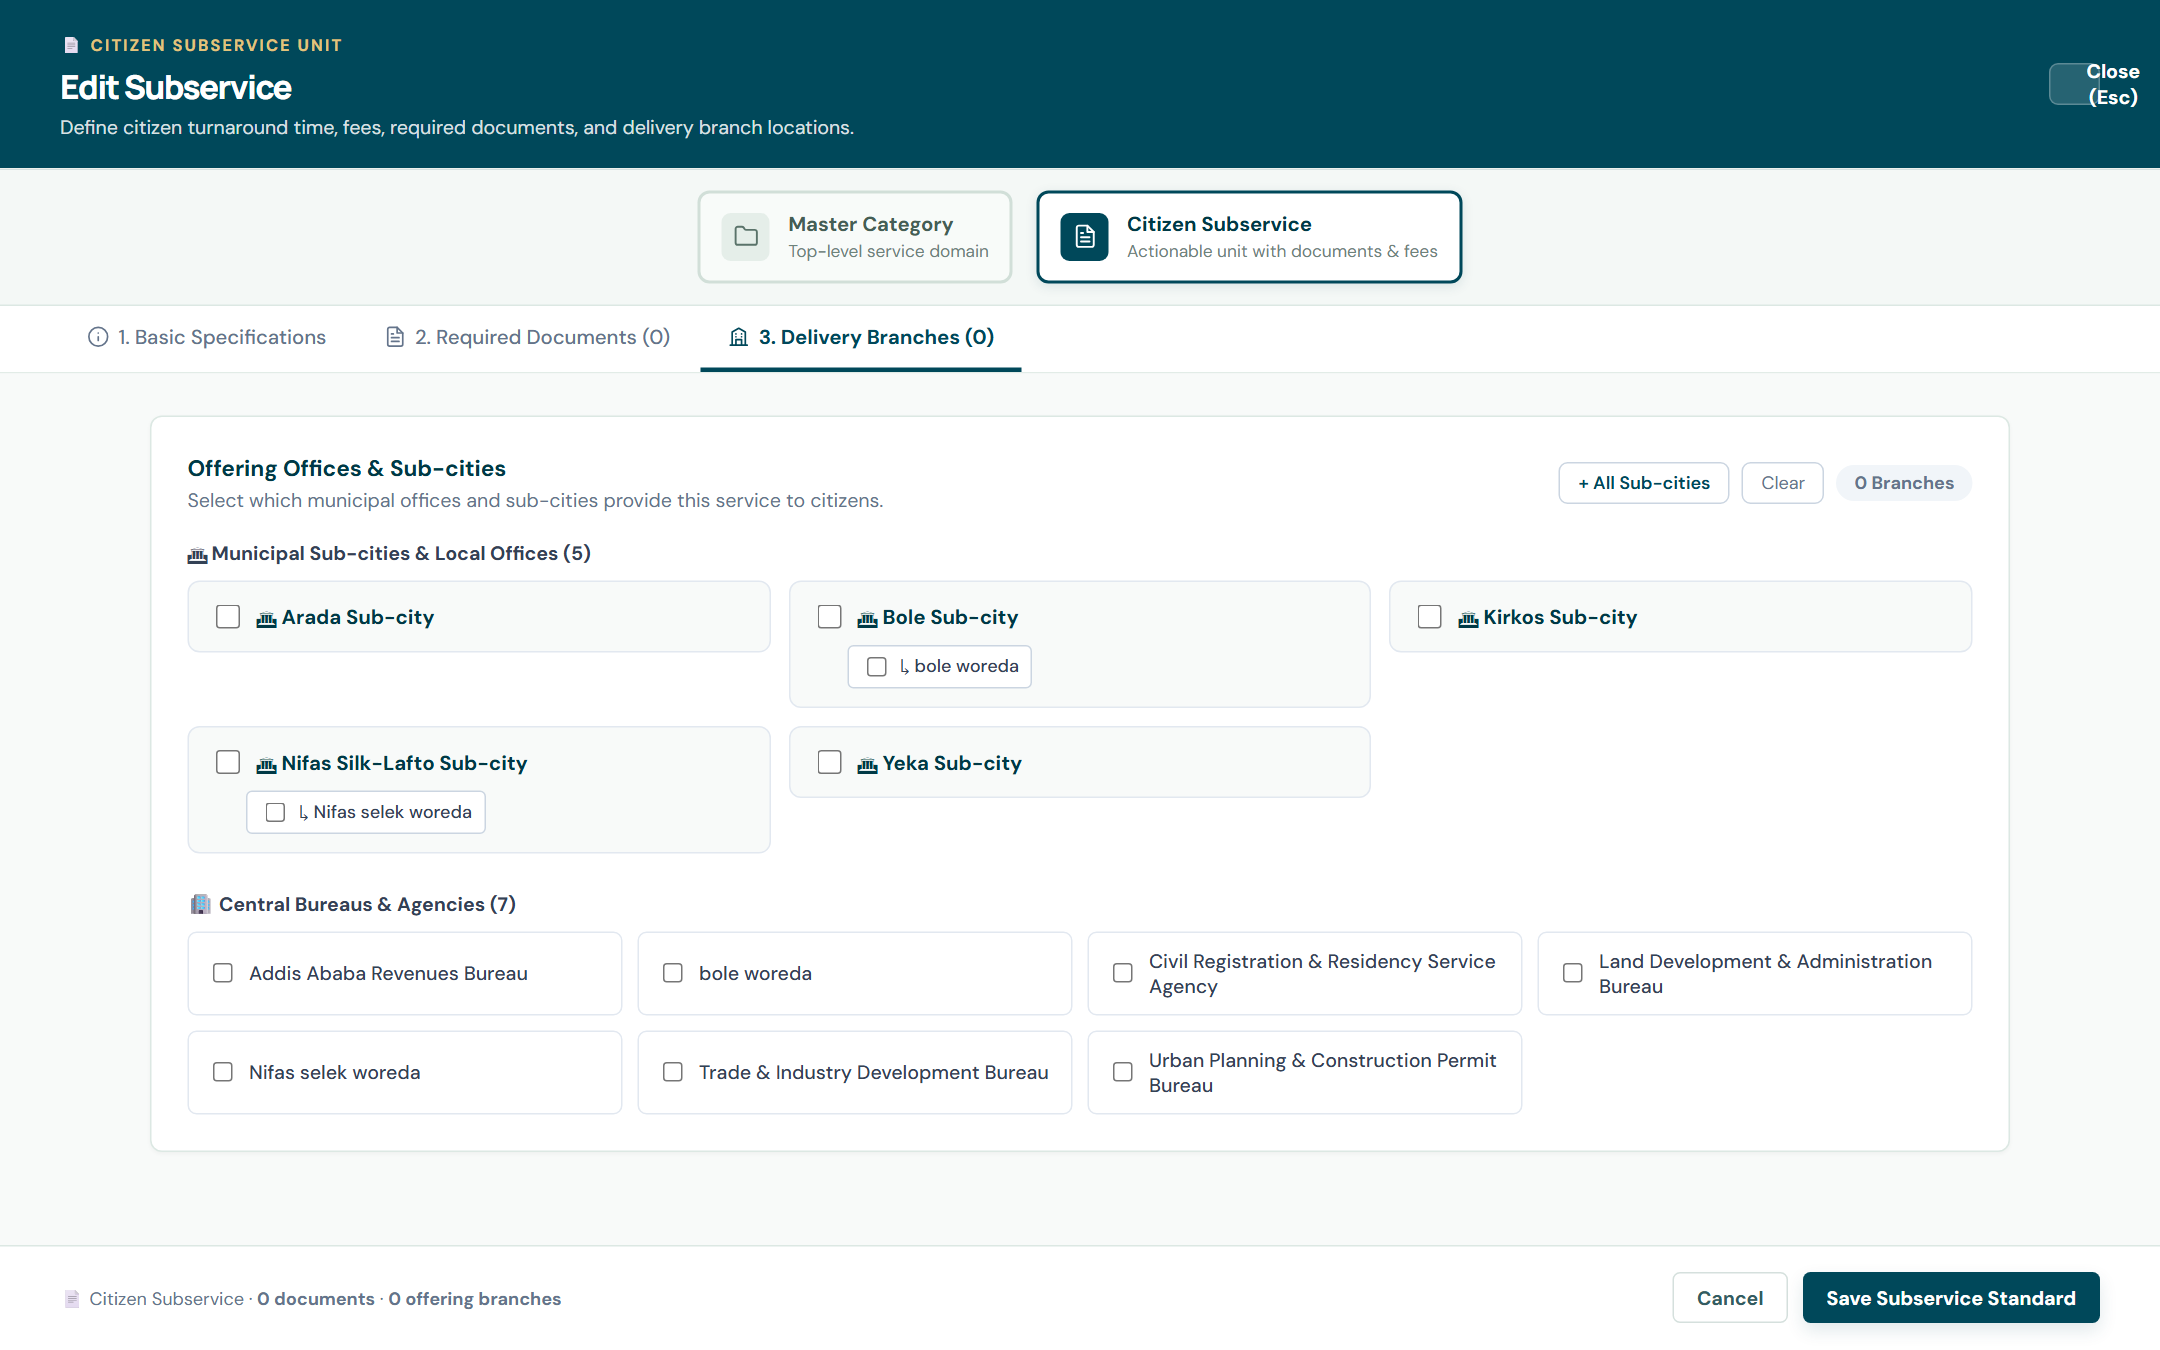 CITIZEN SUBSERVICE UNIT
Edit Subservice
Define citizen turnaround time, fees, required documents, and delivery branch locations.
Close
(Esc)
Master Category
Top-level service domain
Citizen Subservice
Actionable unit with documents & fees
1. Basic Specifications
2. Required Documents (0)
3. Delivery Branches (0)
Offering Offices & Sub-cities
Select which municipal offices and sub-cities provide this service to citizens.
+ All Sub-cities
Clear
0 Branches
Municipal Sub-cities & Local Offices (5)
Arada Sub-city
Bole Sub-city
↳ bole woreda
Kirkos Sub-city
Nifas Silk-Lafto Sub-city
↳ Nifas selek woreda
Yeka Sub-city
Central Bureaus & Agencies (7)
Addis Ababa Revenues Bureau
bole woreda
Civil Registration & Residency Service
Agency
Land Development & Administration
Bureau
Nifas selek woreda
Trade & Industry Development Bureau
Urban Planning & Construction Permit
Bureau
Citizen Subservice · 0 documents · 0 offering branches
Cancel
Save Subservice Standard